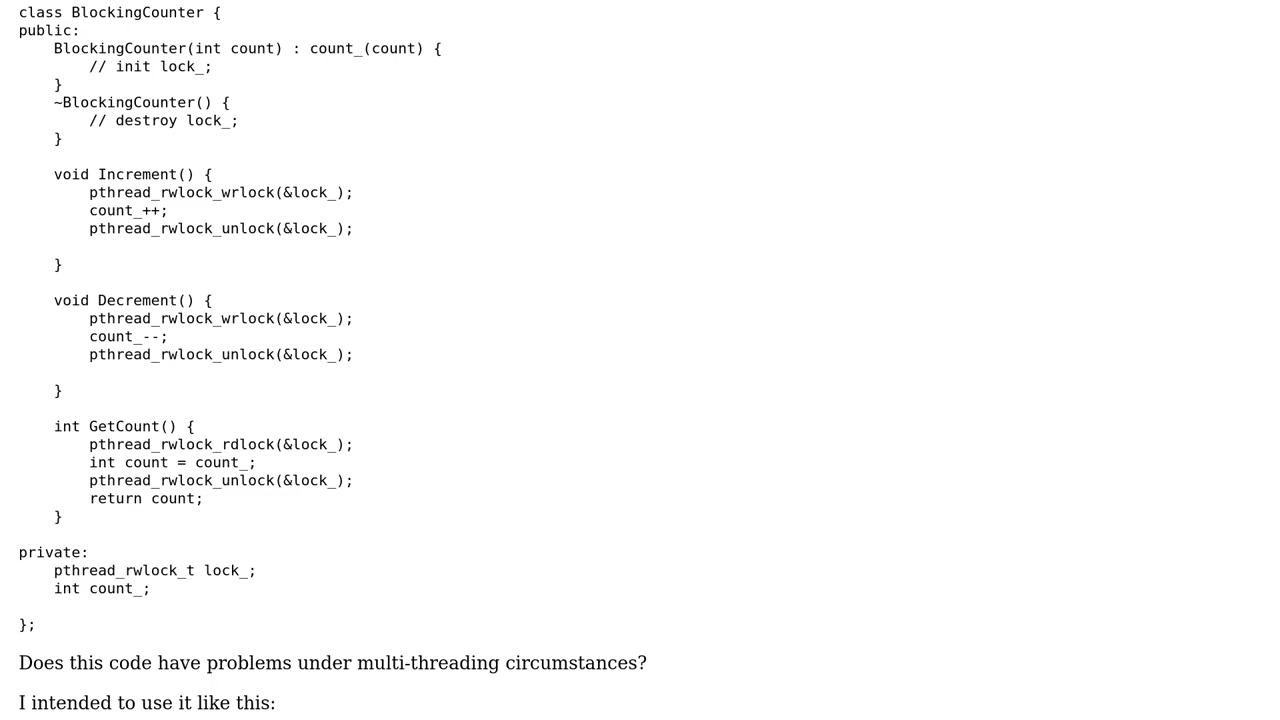 class BlockingCounter {
public:
    BlockingCounter(int count) : count_(count) {
        // init lock_;
    }
    ~BlockingCounter() {
        // destroy lock_;
    }

    void Increment() {
        pthread_rwlock_wrlock(&lock_);
        count_++;
        pthread_rwlock_unlock(&lock_);

    }

    void Decrement() {
        pthread_rwlock_wrlock(&lock_);
        count_--;
        pthread_rwlock_unlock(&lock_);

    }

    int GetCount() {
        pthread_rwlock_rdlock(&lock_);
        int count = count_;
        pthread_rwlock_unlock(&lock_);
        return count;
    }

private:
    pthread_rwlock_t lock_;
    int count_;

};
Does this code have problems under multi-threading circumstances?
I intended to use it like this: